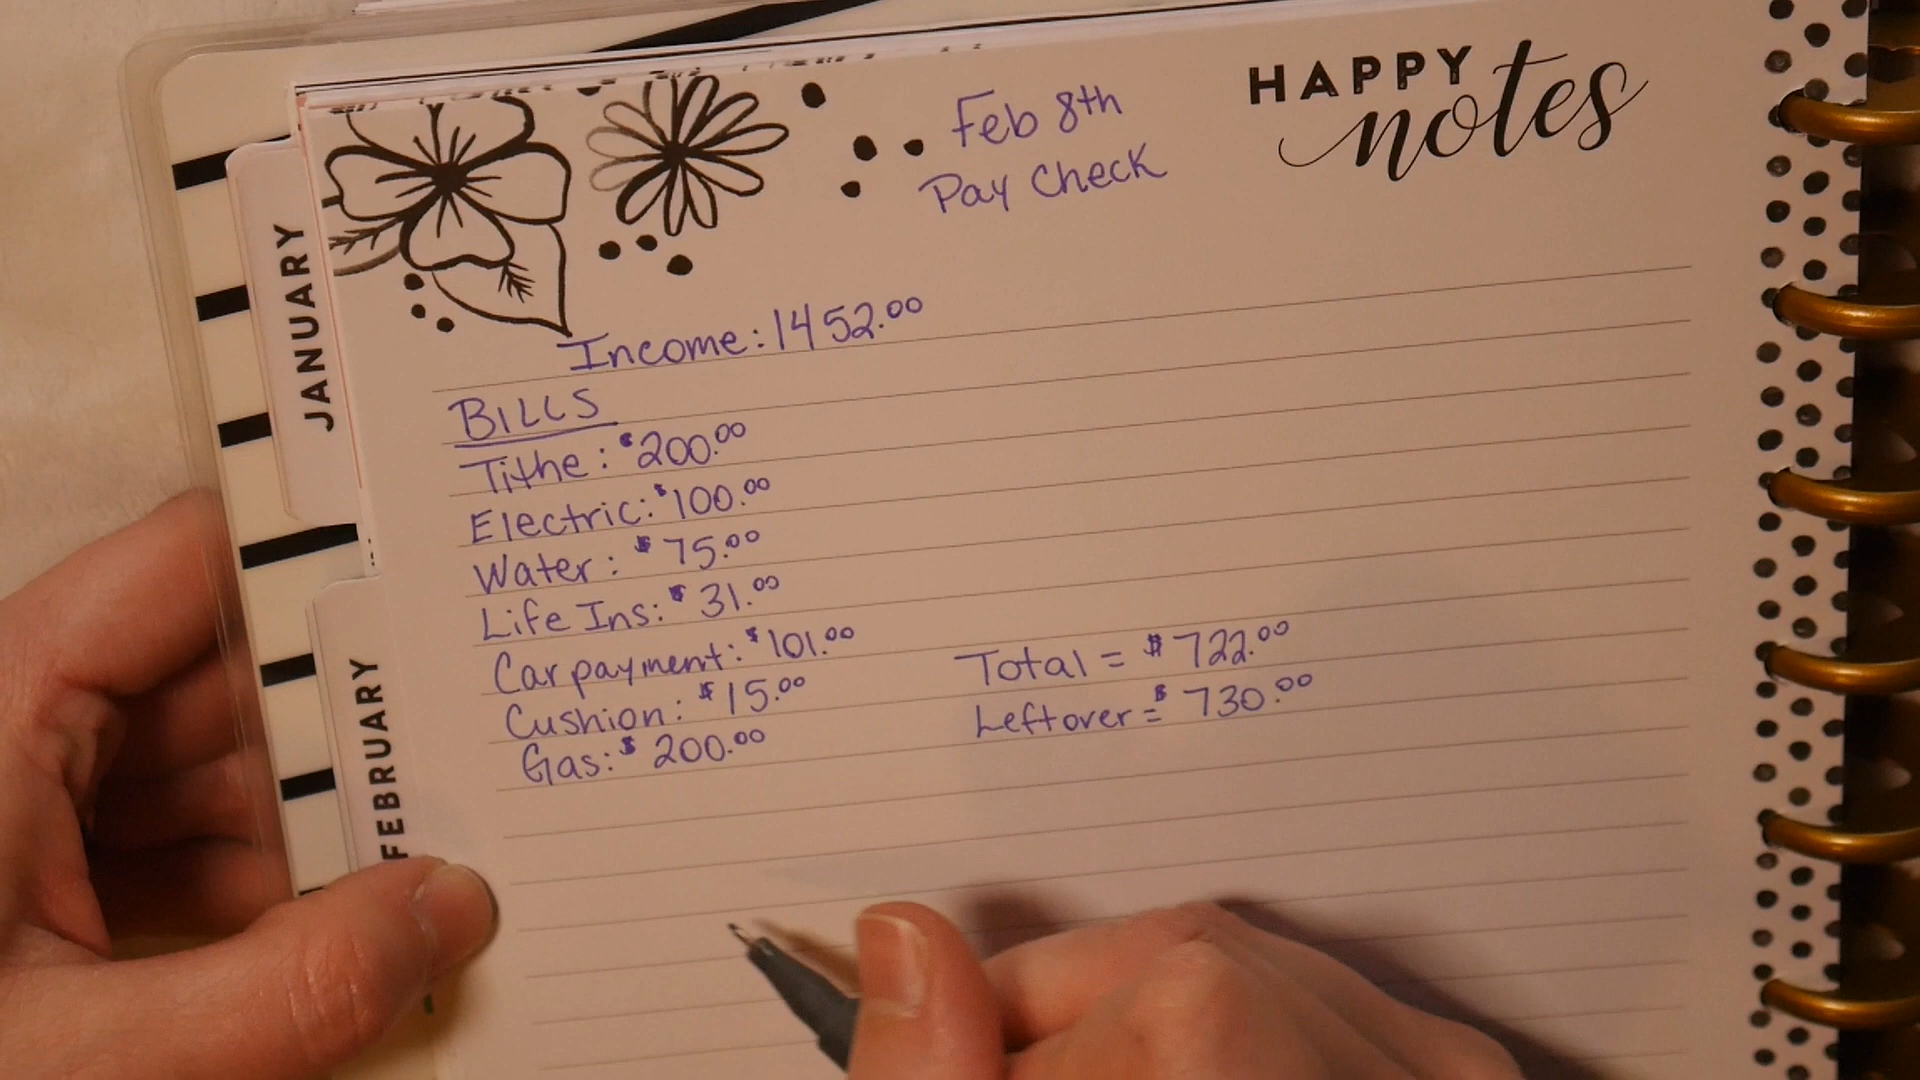 HAPPY notes
Feb 8th
Pay Check
JANUARY
Income: 1452.00
BILLS
Tithe: $200.00
Electric: $100.00
Water: $75.00
Life Ins: $31.00
Car payment: $101.00
Total = $722.00
Cushion: $15.00
Leftover = $730.00
Gas: $200.00
FEBRUARY